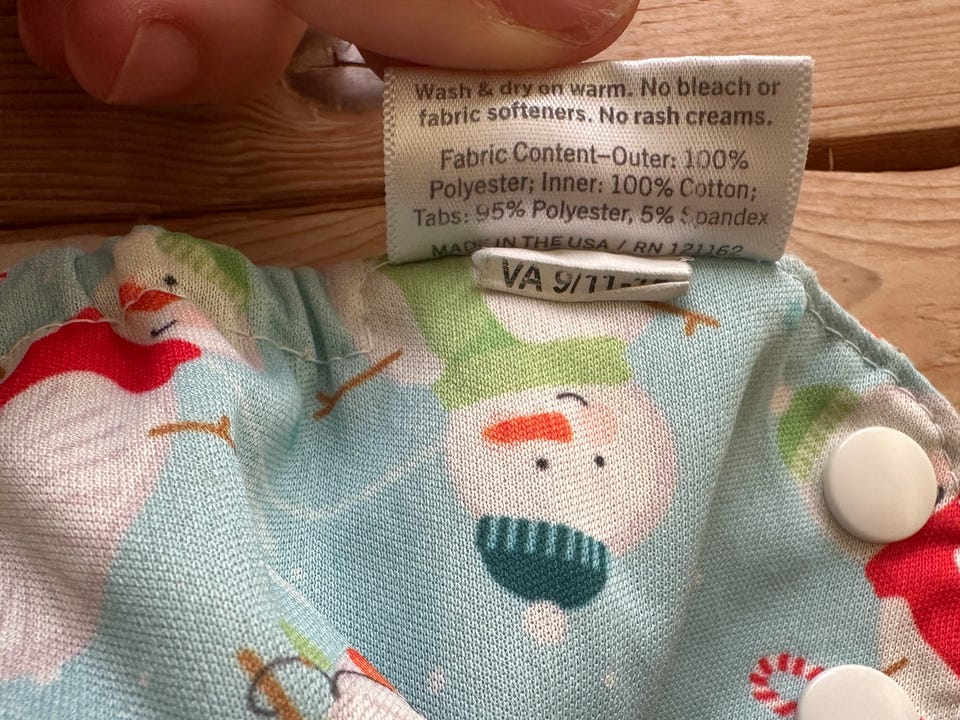 Wash & dry on warm. No bleach or
fabric softeners. No rash creams.
Fabric Content–Outer: 100%
Polyester; Inner: 100% Cotton;
Tabs: 95% Polyester, 5% Spandex
MADE IN THE USA / RN 121162
VA